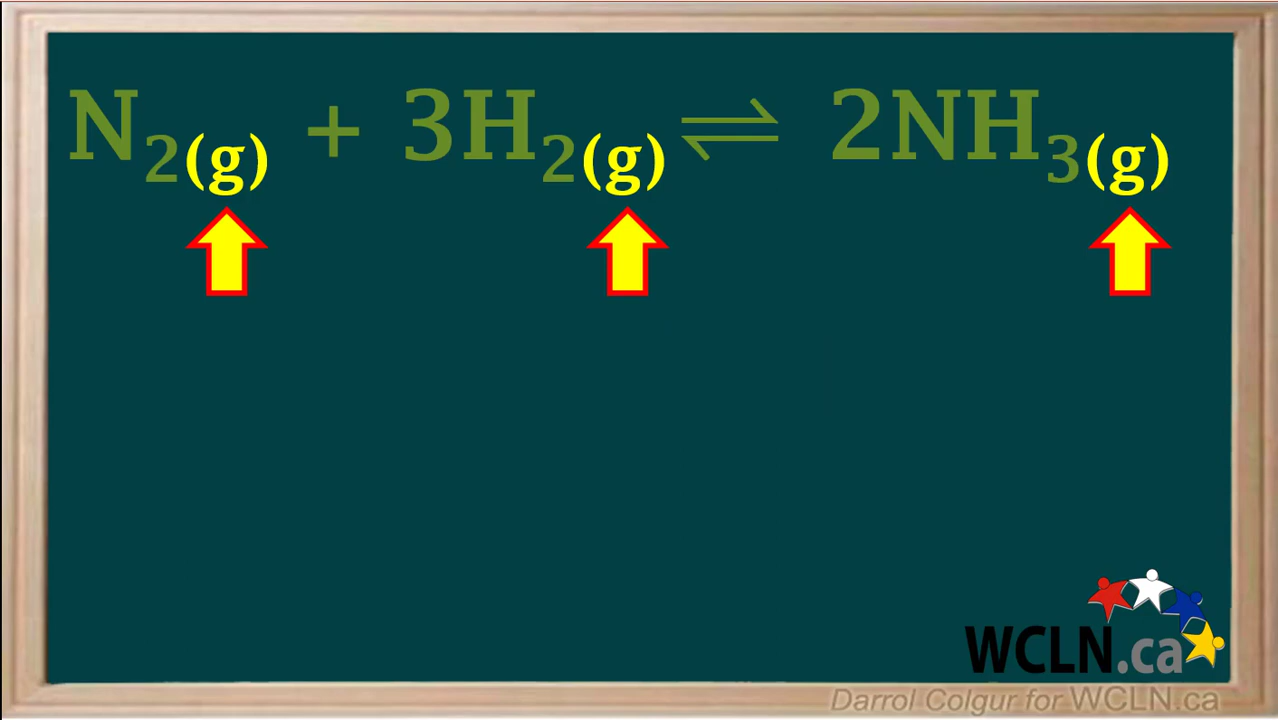 N₂(g) + 3H₂(g) ⇌ 2NH₃(g)
WCLN.ca
Darrol Colgur for WCLN.ca